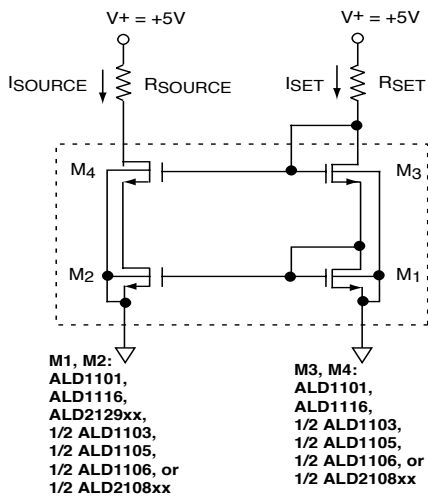 V+ = +5V
V+ = +5V
ISOURCE
RSOURCE
ISET
RSET
M4
M3
M2
M1
M1, M2:
ALD1101,
ALD1116,
ALD2129xx,
1/2 ALD1103,
1/2 ALD1105,
1/2 ALD1106, or
1/2 ALD2108xx
M3, M4:
ALD1101,
ALD1116,
1/2 ALD1103,
1/2 ALD1105,
1/2 ALD1106, or
1/2 ALD2108xx